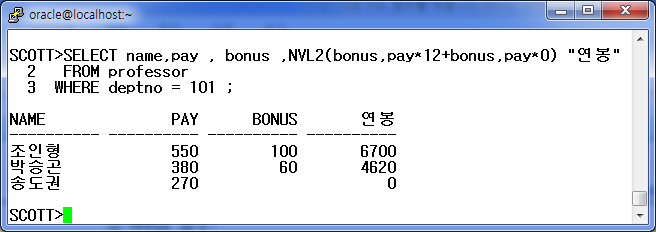 oracle@localhost:~
SCOTT>SELECT name,pay , bonus ,NVL2(bonus,pay*12+bonus,pay*0) "연봉"
2 FROM professor
3 WHERE deptno = 101 ;
NAME PAY BONUS 연봉
---------- ---------- ---------- ----------
조인형 550 100 6700
박승곤 380 60 4620
송도권 270 0
SCOTT>